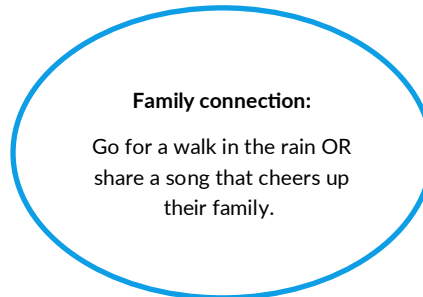 Family connection:
Go for a walk in the rain OR
share a song that cheers up
their family.